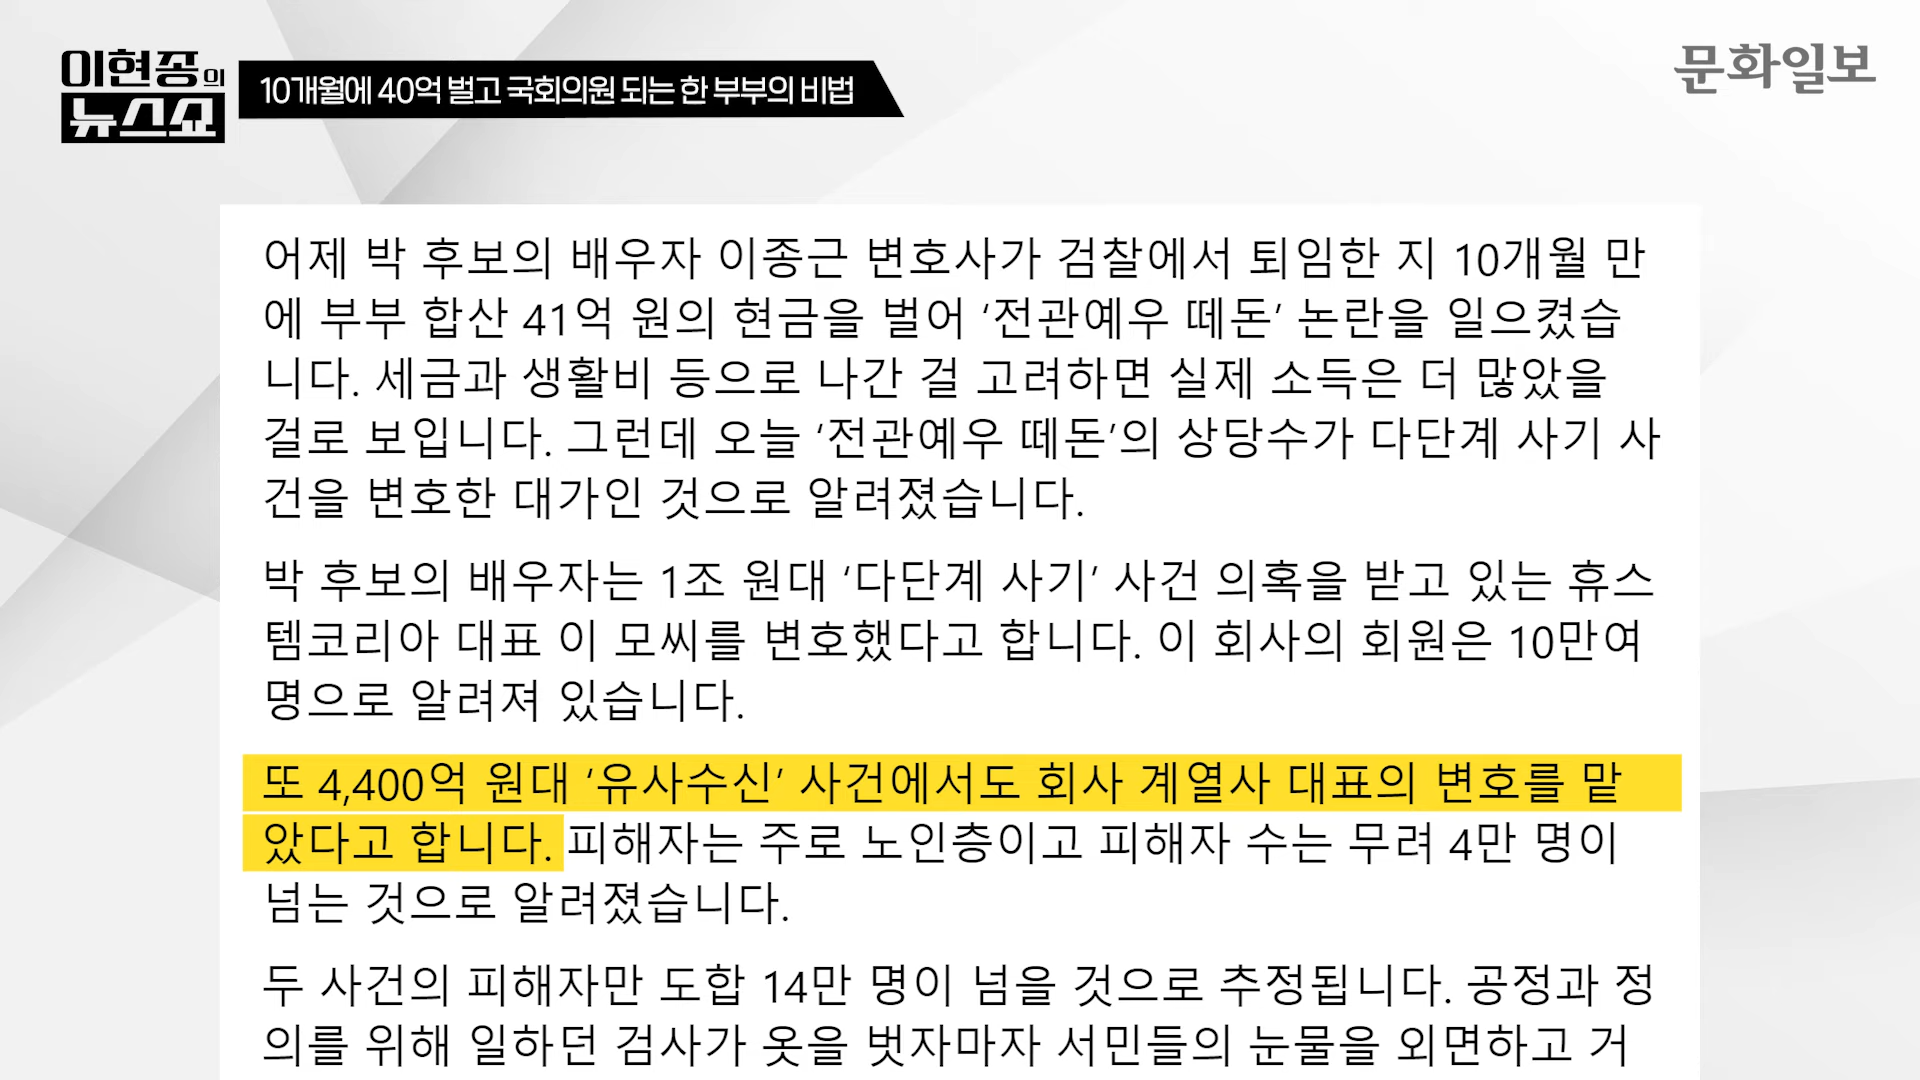 이현종의
뉴스쇼
10개월에 40억 벌고 국회의원 되는 한 부부의 비법
문화일보
어제 박 후보의 배우자 이종근 변호사가 검찰에서 퇴임한 지 10개월 만
에 부부 합산 41억 원의 현금을 벌어 ‘전관예우 떼돈’ 논란을 일으켰습
니다. 세금과 생활비 등으로 나간 걸 고려하면 실제 소득은 더 많았을
걸로 보입니다. 그런데 오늘 ‘전관예우 떼돈’의 상당수가 다단계 사기 사
건을 변호한 대가인 것으로 알려졌습니다.
박 후보의 배우자는 1조 원대 ‘다단계 사기’ 사건 의혹을 받고 있는 휴스
템코리아 대표 이 모씨를 변호했다고 합니다. 이 회사의 회원은 10만여
명으로 알려져 있습니다.
또 4,400억 원대 ‘유사수신’ 사건에서도 회사 계열사 대표의 변호를 맡
았다고 합니다. 피해자는 주로 노인층이고 피해자 수는 무려 4만 명이
넘는 것으로 알려졌습니다.
두 사건의 피해자만 도합 14만 명이 넘을 것으로 추정됩니다. 공정과 정
의를 위해 일하던 검사가 옷을 벗자마자 서민들의 눈물을 외면하고 거